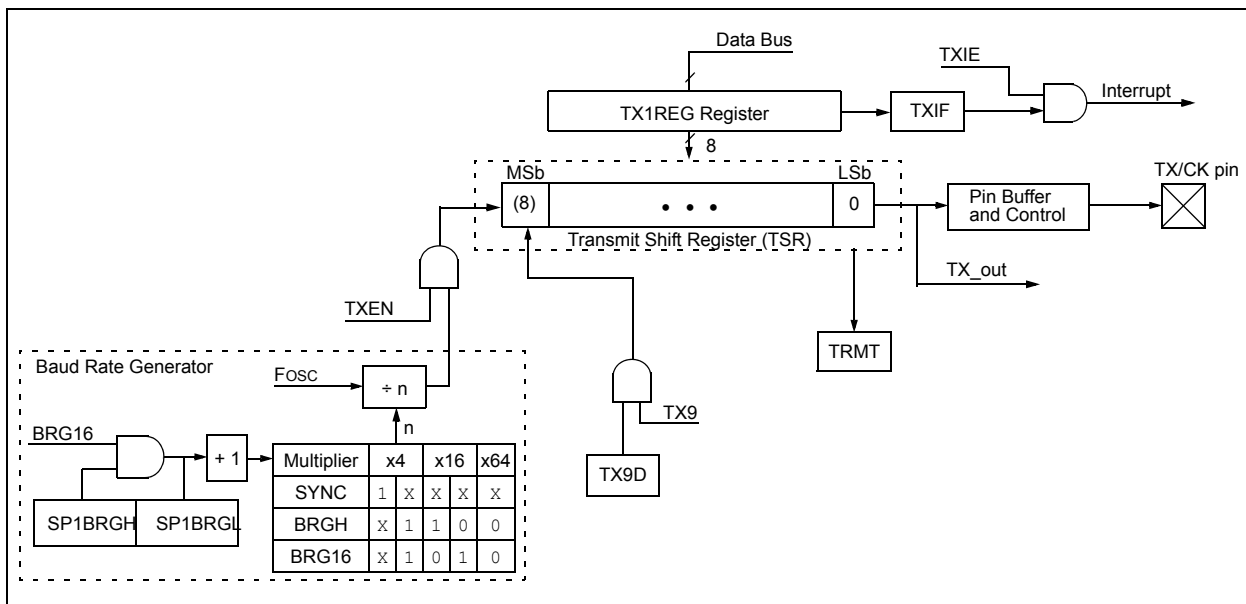 Data Bus
TXIE
Interrupt
TX1REG Register
TXIF
8
MSb
LSb
TX/CK pin
(8)
• • •
0
Pin Buffer
and Control
Transmit Shift Register (TSR)
TX_out
TXEN
TRMT
Baud Rate Generator
FOSC
÷ n
TX9
n
BRG16
+ 1
Multiplier x4 x16 x64
TX9D
SYNC 1 X X X X
SP1BRGH SP1BRGL
BRGH X 1 1 0 0
BRG16 X 1 0 1 0